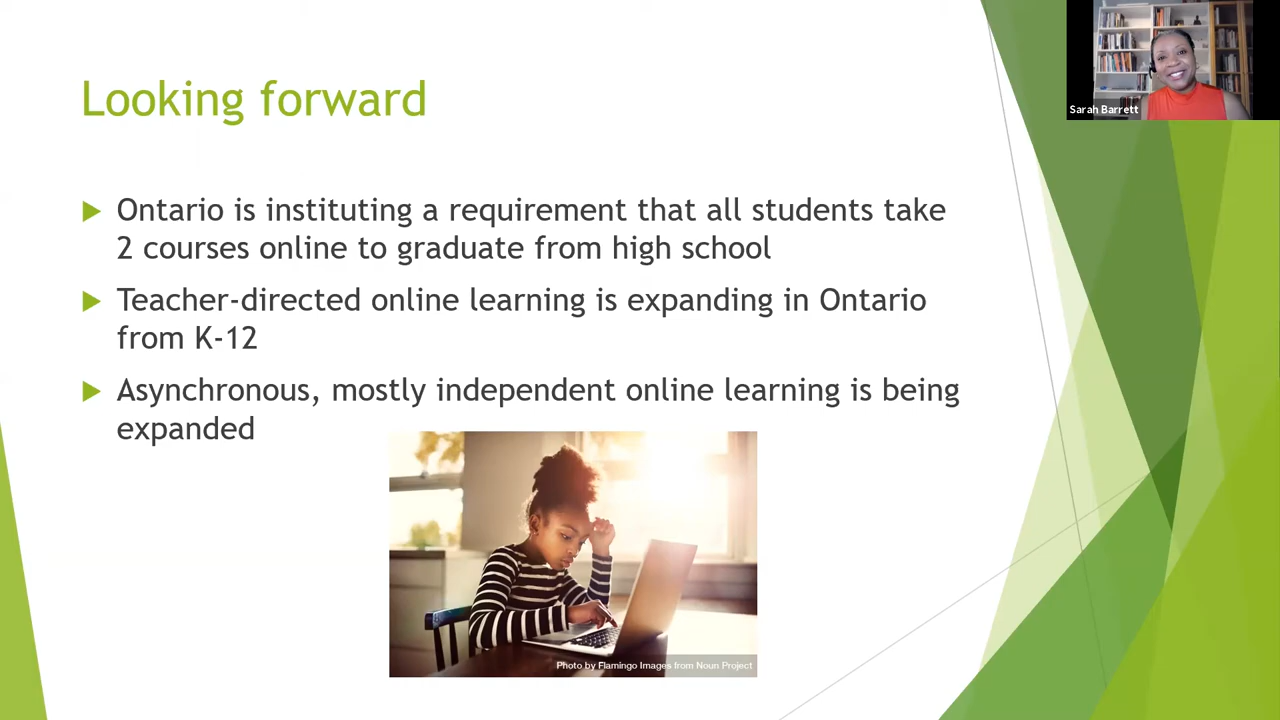 Looking forward
Sarah Barrett
Ontario is instituting a requirement that all students take
2 courses online to graduate from high school
Teacher-directed online learning is expanding in Ontario
from K-12
Asynchronous, mostly independent online learning is being
expanded
Photo by Flamingo Images from Noun Project